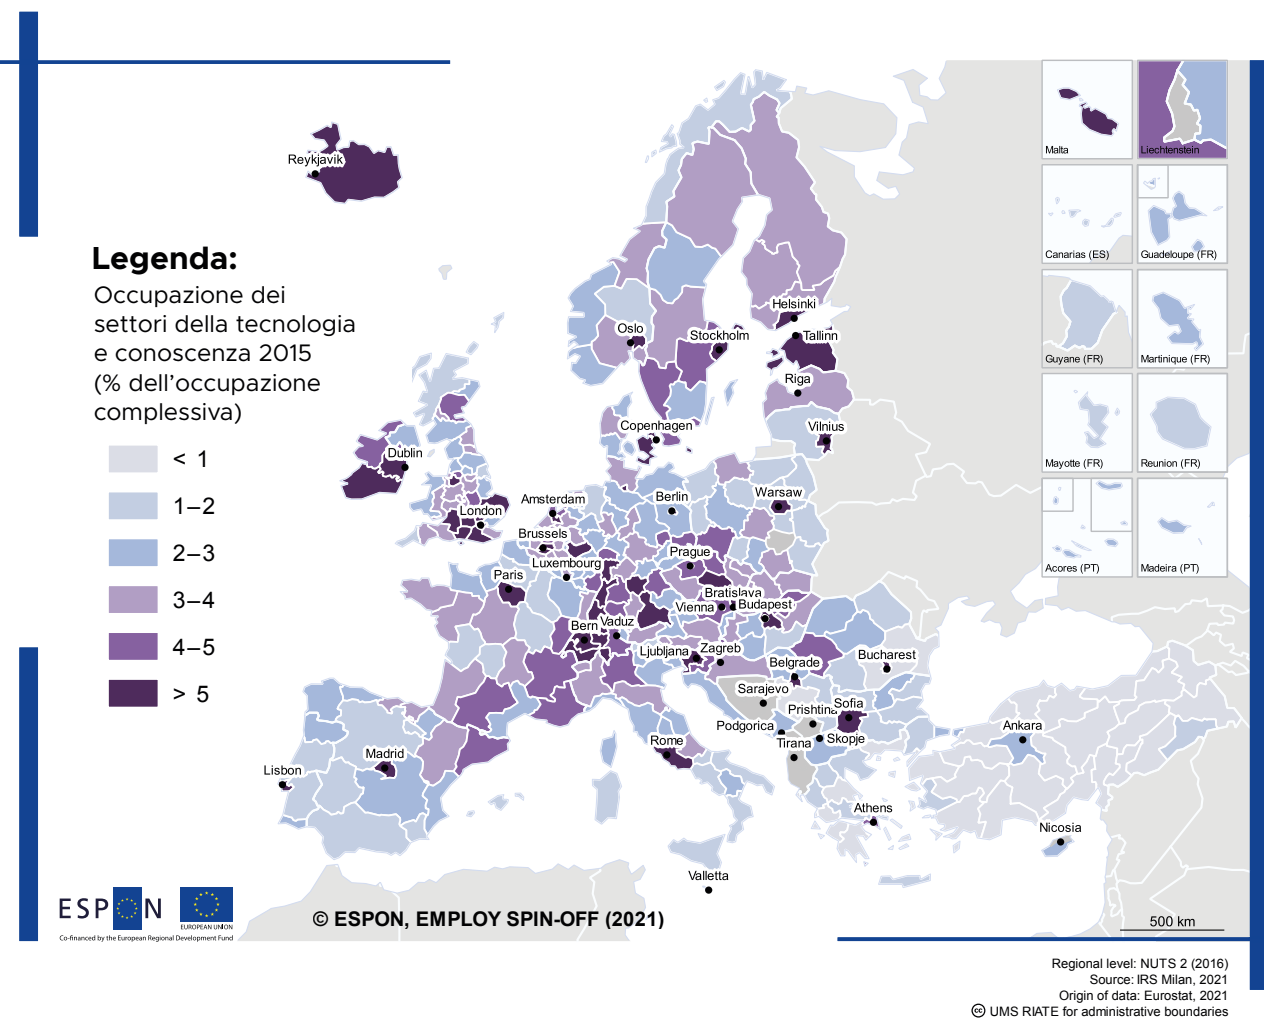 Legenda:
Occupazione dei
settori della tecnologia
e conoscenza 2015
(% dell'occupazione
complessiva)
< 1
1–2
2–3
3–4
4–5
> 5
Reykjavik
Helsinki
Oslo
Stockholm
Tallinn
Riga
Copenhagen
Vilnius
Dublin
Berlin
Warsaw
Amsterdam
London
Brussels
Prague
Luxembourg
Paris
Bratislava
Vienna
Budapest
Bern
Vaduz
Ljubljana
Zagreb
Belgrade
Bucharest
Sarajevo
Prishtina
Sofia
Podgorica
Skopje
Tirana
Ankara
Rome
Madrid
Lisbon
Athens
Nicosia
Valletta
Malta
Liechtenstein
Canarias (ES)
Guadeloupe (FR)
Guyane (FR)
Martinique (FR)
Mayotte (FR)
Reunion (FR)
Acores (PT)
Madeira (PT)
ESPON
EUROPEAN UNION
Co-financed by the European Regional Development Fund
© ESPON, EMPLOY SPIN-OFF (2021)
500 km
Regional level: NUTS 2 (2016)
Source: IRS Milan, 2021
Origin of data: Eurostat, 2021
cc UMS RIATE for administrative boundaries